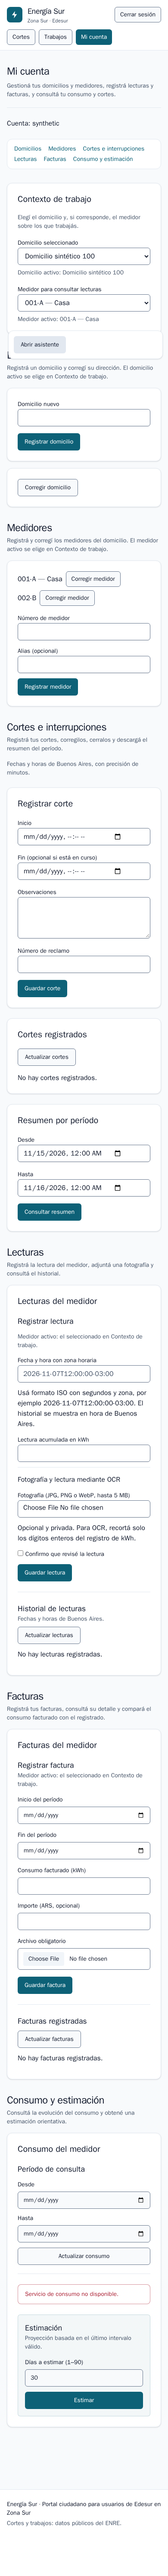 Energía Sur
Zona Sur · Edesur
Cerrar sesión
Cortes
Trabajos
Mi cuenta
Mi cuenta
Gestioná tus domicilios y medidores, registrá lecturas y
facturas, y consultá tu consumo y cortes.
Cuenta: synthetic
Domicilios
Medidores
Cortes e interrupciones
Lecturas
Facturas
Consumo y estimación
Contexto de trabajo
Elegí el domicilio y, si corresponde, el medidor
sobre los que trabajás.
Domicilio seleccionado
Domicilio sintético 100
Domicilio activo: Domicilio sintético 100
Medidor para consultar lecturas
001-A — Casa
Medidor activo: 001-A — Casa
Abrir asistente
Registrá un domicilio y corregí su dirección. El domicilio
activo se elige en Contexto de trabajo.
Domicilio nuevo
Registrar domicilio
Corregir domicilio
Medidores
Registrá y corregí los medidores del domicilio. El medidor
activo se elige en Contexto de trabajo.
001-A — Casa
Corregir medidor
002-B
Corregir medidor
Número de medidor
Alias (opcional)
Registrar medidor
Cortes e interrupciones
Registrá tus cortes, corregilos, cerralos y descargá el
resumen del período.
Fechas y horas de Buenos Aires, con precisión de
minutos.
Registrar corte
Inicio
mm/dd/yyyy, --:-- --
Fin (opcional si está en curso)
mm/dd/yyyy, --:-- --
Observaciones
Número de reclamo
Guardar corte
Cortes registrados
Actualizar cortes
No hay cortes registrados.
Resumen por período
Desde
11/15/2026, 12:00 AM
Hasta
11/16/2026, 12:00 AM
Consultar resumen
Lecturas
Registrá la lectura del medidor, adjuntá una fotografía y
consultá el historial.
Lecturas del medidor
Registrar lectura
Medidor activo: el seleccionado en Contexto de
trabajo.
Fecha y hora con zona horaria
2026-11-07T12:00:00-03:00
Usá formato ISO con segundos y zona, por
ejemplo 2026-11-07T12:00:00-03:00. El
historial se muestra en hora de Buenos
Aires.
Lectura acumulada en kWh
Fotografía y lectura mediante OCR
Fotografía (JPG, PNG o WebP, hasta 5 MB)
Choose File No file chosen
Opcional y privada. Para OCR, recortá solo
los dígitos enteros del registro de kWh.
Confirmo que revisé la lectura
Guardar lectura
Historial de lecturas
Fechas y horas de Buenos Aires.
Actualizar lecturas
No hay lecturas registradas.
Facturas
Registrá tus facturas, consultá su detalle y compará el
consumo facturado con el registrado.
Facturas del medidor
Registrar factura
Medidor activo: el seleccionado en Contexto de
trabajo.
Inicio del período
mm/dd/yyyy
Fin del período
mm/dd/yyyy
Consumo facturado (kWh)
Importe (ARS, opcional)
Archivo obligatorio
Choose File No file chosen
Guardar factura
Facturas registradas
Actualizar facturas
No hay facturas registradas.
Consumo y estimación
Consultá la evolución del consumo y obtené una
estimación orientativa.
Consumo del medidor
Período de consulta
Desde
mm/dd/yyyy
Hasta
mm/dd/yyyy
Actualizar consumo
Servicio de consumo no disponible.
Estimación
Proyección basada en el último intervalo
válido.
Días a estimar (1–90)
30
Estimar
Energía Sur · Portal ciudadano para usuarios de Edesur en
Zona Sur
Cortes y trabajos: datos públicos del ENRE.